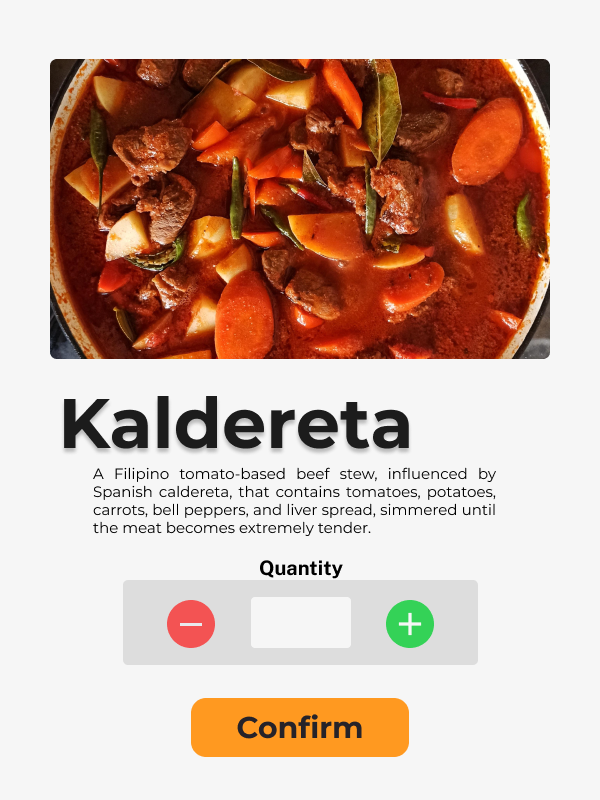 Kaldereta
A Filipino tomato-based beef stew, influenced by
Spanish caldereta, that contains tomatoes, potatoes,
carrots, bell peppers, and liver spread, simmered until
the meat becomes extremely tender.
Quantity
Confirm